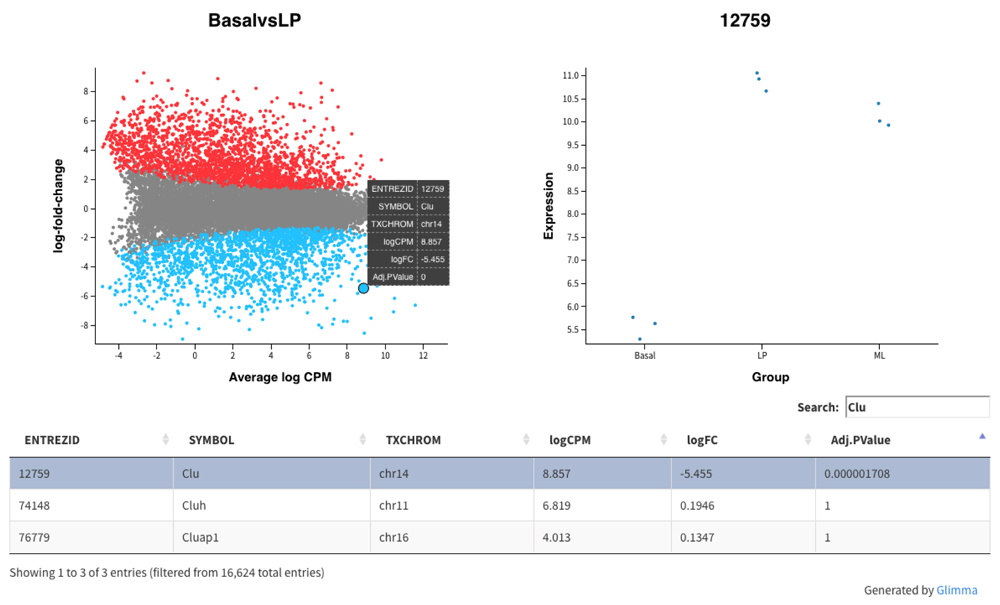 BasalvsLP
12759
log-fold-change
8
6
4
2
0
-2
-4
-6
-8
-4 -2 0 2 4 6 8 10 12
Average log CPM
ENTREZID 12759
SYMBOL Clu
TXCHROM chr14
logCPM 8.857
logFC -5.455
Adj.PValue 0
Expression
11.0
10.5
10.0
9.5
9.0
8.5
8.0
7.5
7.0
6.5
6.0
5.5
Basal LP ML
Group
Search: Clu
ENTREZID SYMBOL TXCHROM logCPM logFC Adj.PValue
12759 Clu chr14 8.857 -5.455 0.000001708
74148 Cluh chr11 6.819 0.1946 1
76779 Cluap1 chr16 4.013 0.1347 1
Showing 1 to 3 of 3 entries (filtered from 16,624 total entries)
Generated by Glimma